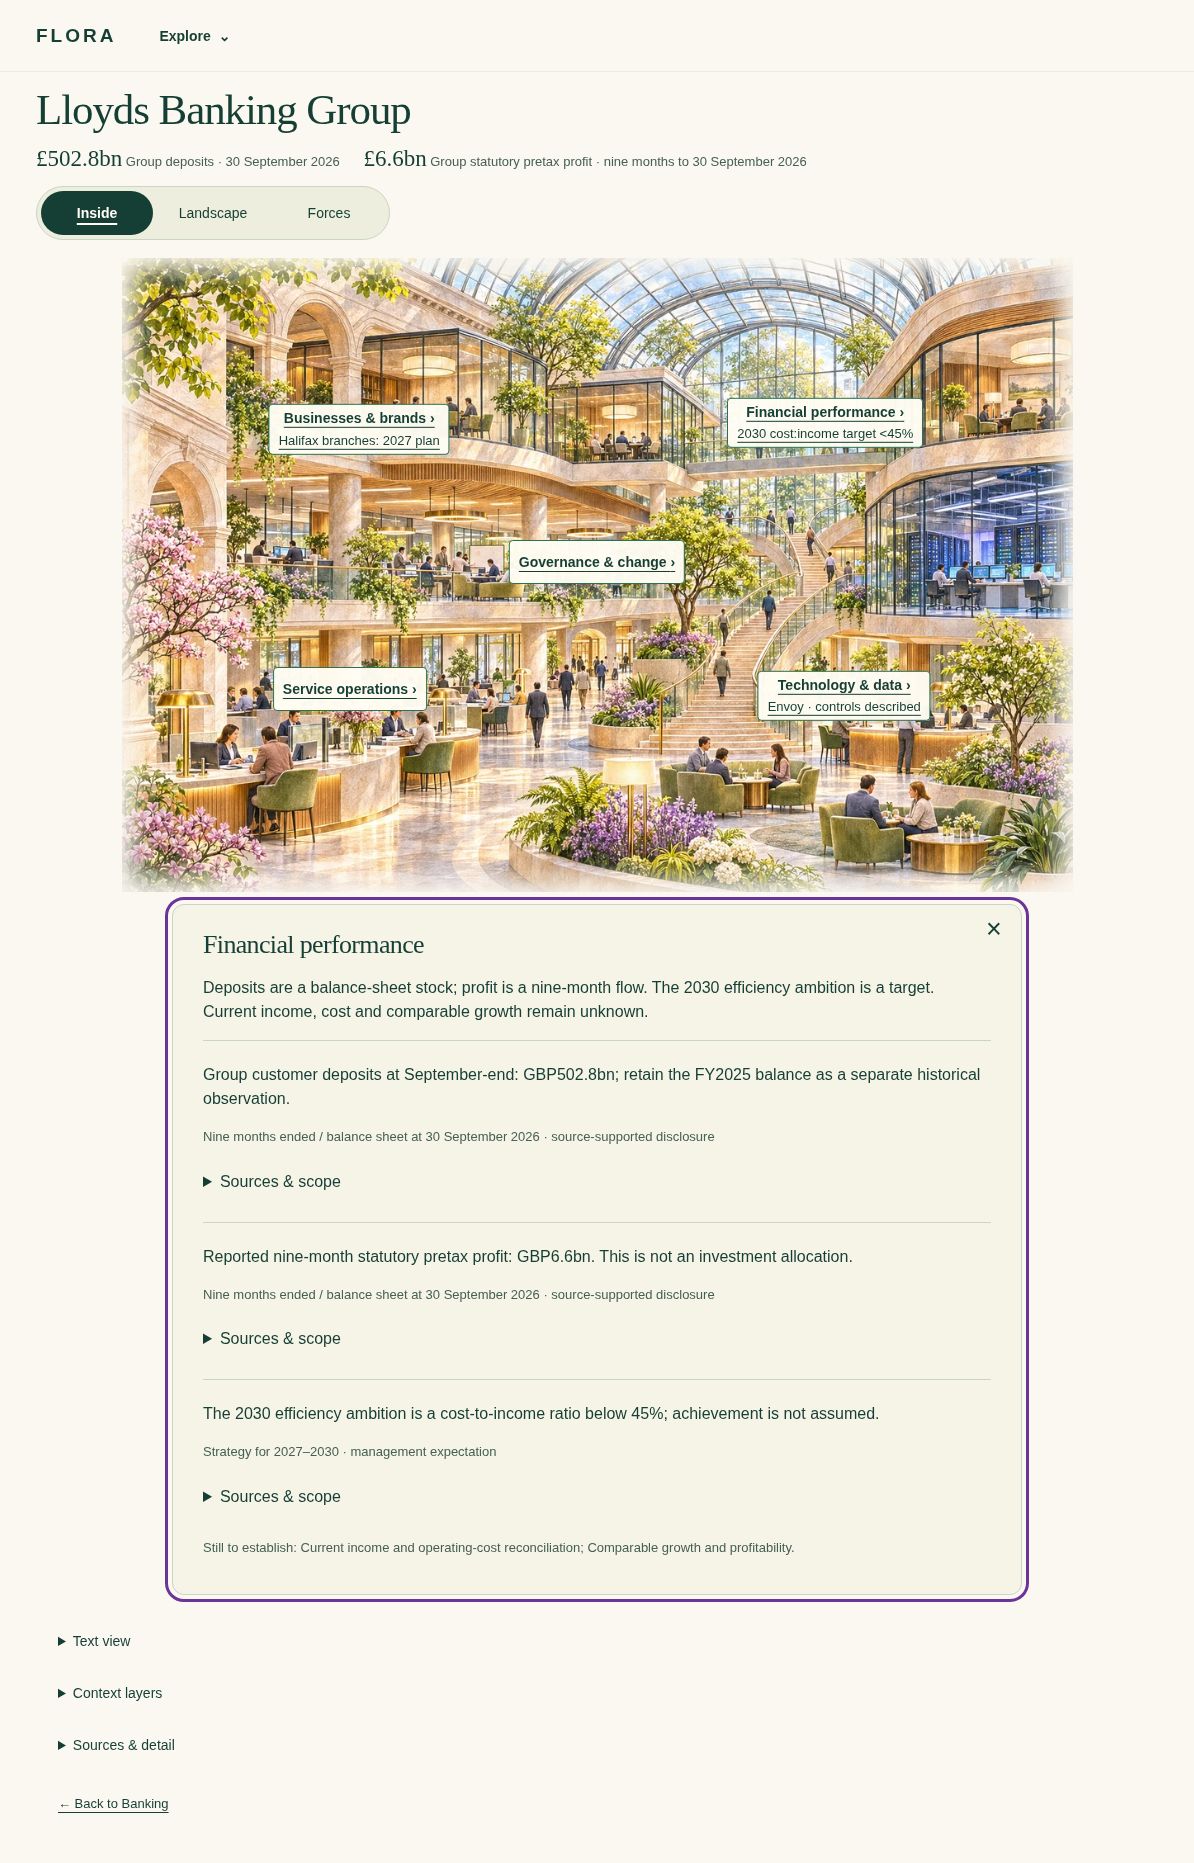 FLORA
Explore ⌄
Lloyds Banking Group
£502.8bn Group deposits · 30 September 2026 £6.6bn Group statutory pretax profit · nine months to 30 September 2026
Inside Landscape Forces
Businesses & brands ›
Halifax branches: 2027 plan
Financial performance ›
2030 cost:income target <45%
Governance & change ›
Service operations ›
Technology & data ›
Envoy · controls described
Financial performance
×
Deposits are a balance-sheet stock; profit is a nine-month flow. The 2030 efficiency ambition is a target.
Current income, cost and comparable growth remain unknown.
Group customer deposits at September-end: GBP502.8bn; retain the FY2025 balance as a separate historical
observation.
Nine months ended / balance sheet at 30 September 2026 · source-supported disclosure
▶ Sources & scope
Reported nine-month statutory pretax profit: GBP6.6bn. This is not an investment allocation.
Nine months ended / balance sheet at 30 September 2026 · source-supported disclosure
▶ Sources & scope
The 2030 efficiency ambition is a cost-to-income ratio below 45%; achievement is not assumed.
Strategy for 2027–2030 · management expectation
▶ Sources & scope
Still to establish: Current income and operating-cost reconciliation; Comparable growth and profitability.
▶ Text view
▶ Context layers
▶ Sources & detail
← Back to Banking